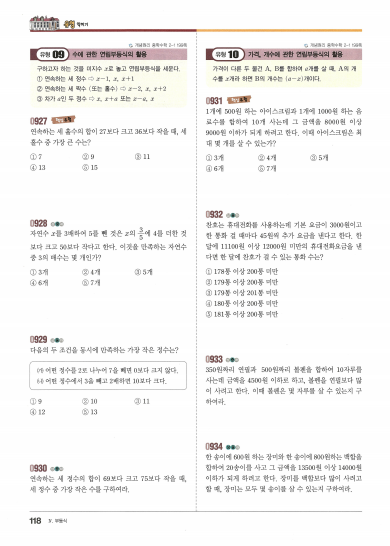 유형 09 수에 관한 연립부등식의 활용
구하고자 하는 것을 미지수 x로 놓고 연립부등식을 세운다.
① 연속하는 세 정수 ⇨ x-1, x, x+1
② 연속하는 세 짝수 (또는 홀수) ⇨ x-2, x, x+2
③ 차가 a인 두 정수 ⇨ x, x+a 또는 x-a, x
0927
연속하는 세 홀수의 합이 27보다 크고 36보다 작을 때, 세
홀수 중 가장 큰 수는?
① 7 ② 9 ③ 11
④ 13 ⑤ 15
0928
자연수 x를 3배하여 5를 뺀 것은 x의 3/5에 4를 더한 것
보다 크고 50보다 작다고 한다. 이것을 만족하는 자연수
중 3의 배수는 몇 개인가?
① 3개 ② 4개 ③ 5개
④ 6개 ⑤ 7개
0929
다음의 두 조건을 동시에 만족하는 가장 작은 정수는?
㈎ 어떤 정수를 2로 나누어 7을 빼면 0보다 크지 않다.
㈏ 어떤 정수에서 3을 빼고 2배하면 10보다 크다.
① 9 ② 10 ③ 11
④ 12 ⑤ 13
0930
연속하는 세 정수의 합이 69보다 크고 75보다 작을 때,
세 정수 중 가장 작은 수를 구하여라.
118 Ⅳ. 부등식
유형 10 가격, 개수에 관한 연립부등식의 활용
가격이 다른 두 물건 A, B를 합하여 a개를 살 때, A의 개
수를 x개라 하면 B의 개수는 (a-x)개이다.
0931
1개에 500원 하는 아이스크림과 1개에 1000원 하는 음
료수를 합하여 10개 사는데 그 금액을 8000원 이상
9000원 이하가 되게 하려고 한다. 이때 아이스크림은 최
대 몇 개를 살 수 있는가?
① 3개 ② 4개 ③ 5개
④ 6개 ⑤ 7개
0932
찬호는 휴대전화를 사용하는데 기본 요금이 3000원이고
한 통화 걸 때마다 45원씩 추가 요금을 낸다고 한다. 한
달에 11100원 이상 12000원 미만의 휴대전화요금을 낸
다면 한 달에 찬호가 걸 수 있는 통화 수는?
① 178통 이상 200통 미만
② 179통 이상 200통 미만
③ 179통 이상 201통 미만
④ 180통 이상 200통 미만
⑤ 181통 이상 200통 미만
0933
350원짜리 연필과 500원짜리 볼펜을 합하여 10자루를
사는데 금액을 4500원 이하로 하고, 볼펜을 연필보다 많
이 사려고 한다. 이때 볼펜은 몇 자루를 살 수 있는지 구
하여라.
0934
한 송이에 600원 하는 장미와 한 송이에 800원하는 백합을
합하여 20송이를 사고 그 금액을 13500원 이상 14000원
이하가 되게 하려고 한다. 장미를 백합보다 많이 사려고
할 때, 장미는 모두 몇 송이를 살 수 있는지 구하여라.